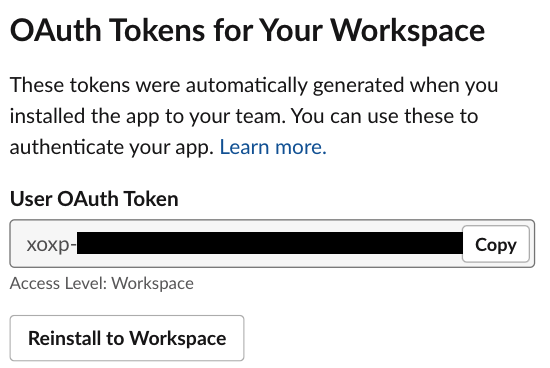 OAuth Tokens for Your Workspace
These tokens were automatically generated when you
installed the app to your team. You can use these to
authenticate your app. Learn more.
User OAuth Token
xoxp-
Copy
Access Level: Workspace
Reinstall to Workspace